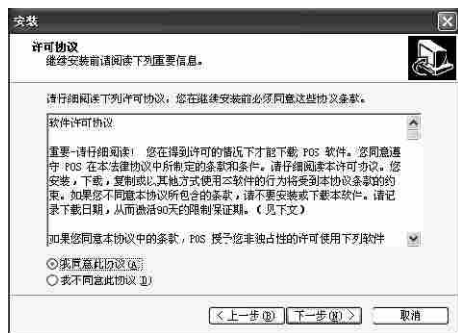 安装
许可协议
继续安装前请阅读下列重要信息。
请仔细阅读下列许可协议。您在继续安装前必须同意这些协议条款。
软件许可协议
重要-请仔细阅读! 您在得到许可的情况下才能下载 POS 软件。您同意遵
守 POS 在本法律协议中所制定的条款和条件。请仔细阅读本许可协议。您
安装,下载,复制或以其他方式使用本软件的行为将受到本协议条款的约
束。如果您不同意本协议所包含的条款,请不要安装或下载本软件。请记
录下载日期,从而激活90天的限制保证期。(见下文)
如果您同意本协议中的条款,POS 授予您非独占性的许可使用下列软件
我同意此协议(A)
我不同意此协议 D)
< 上一步(B) 下一步(N) > 取消